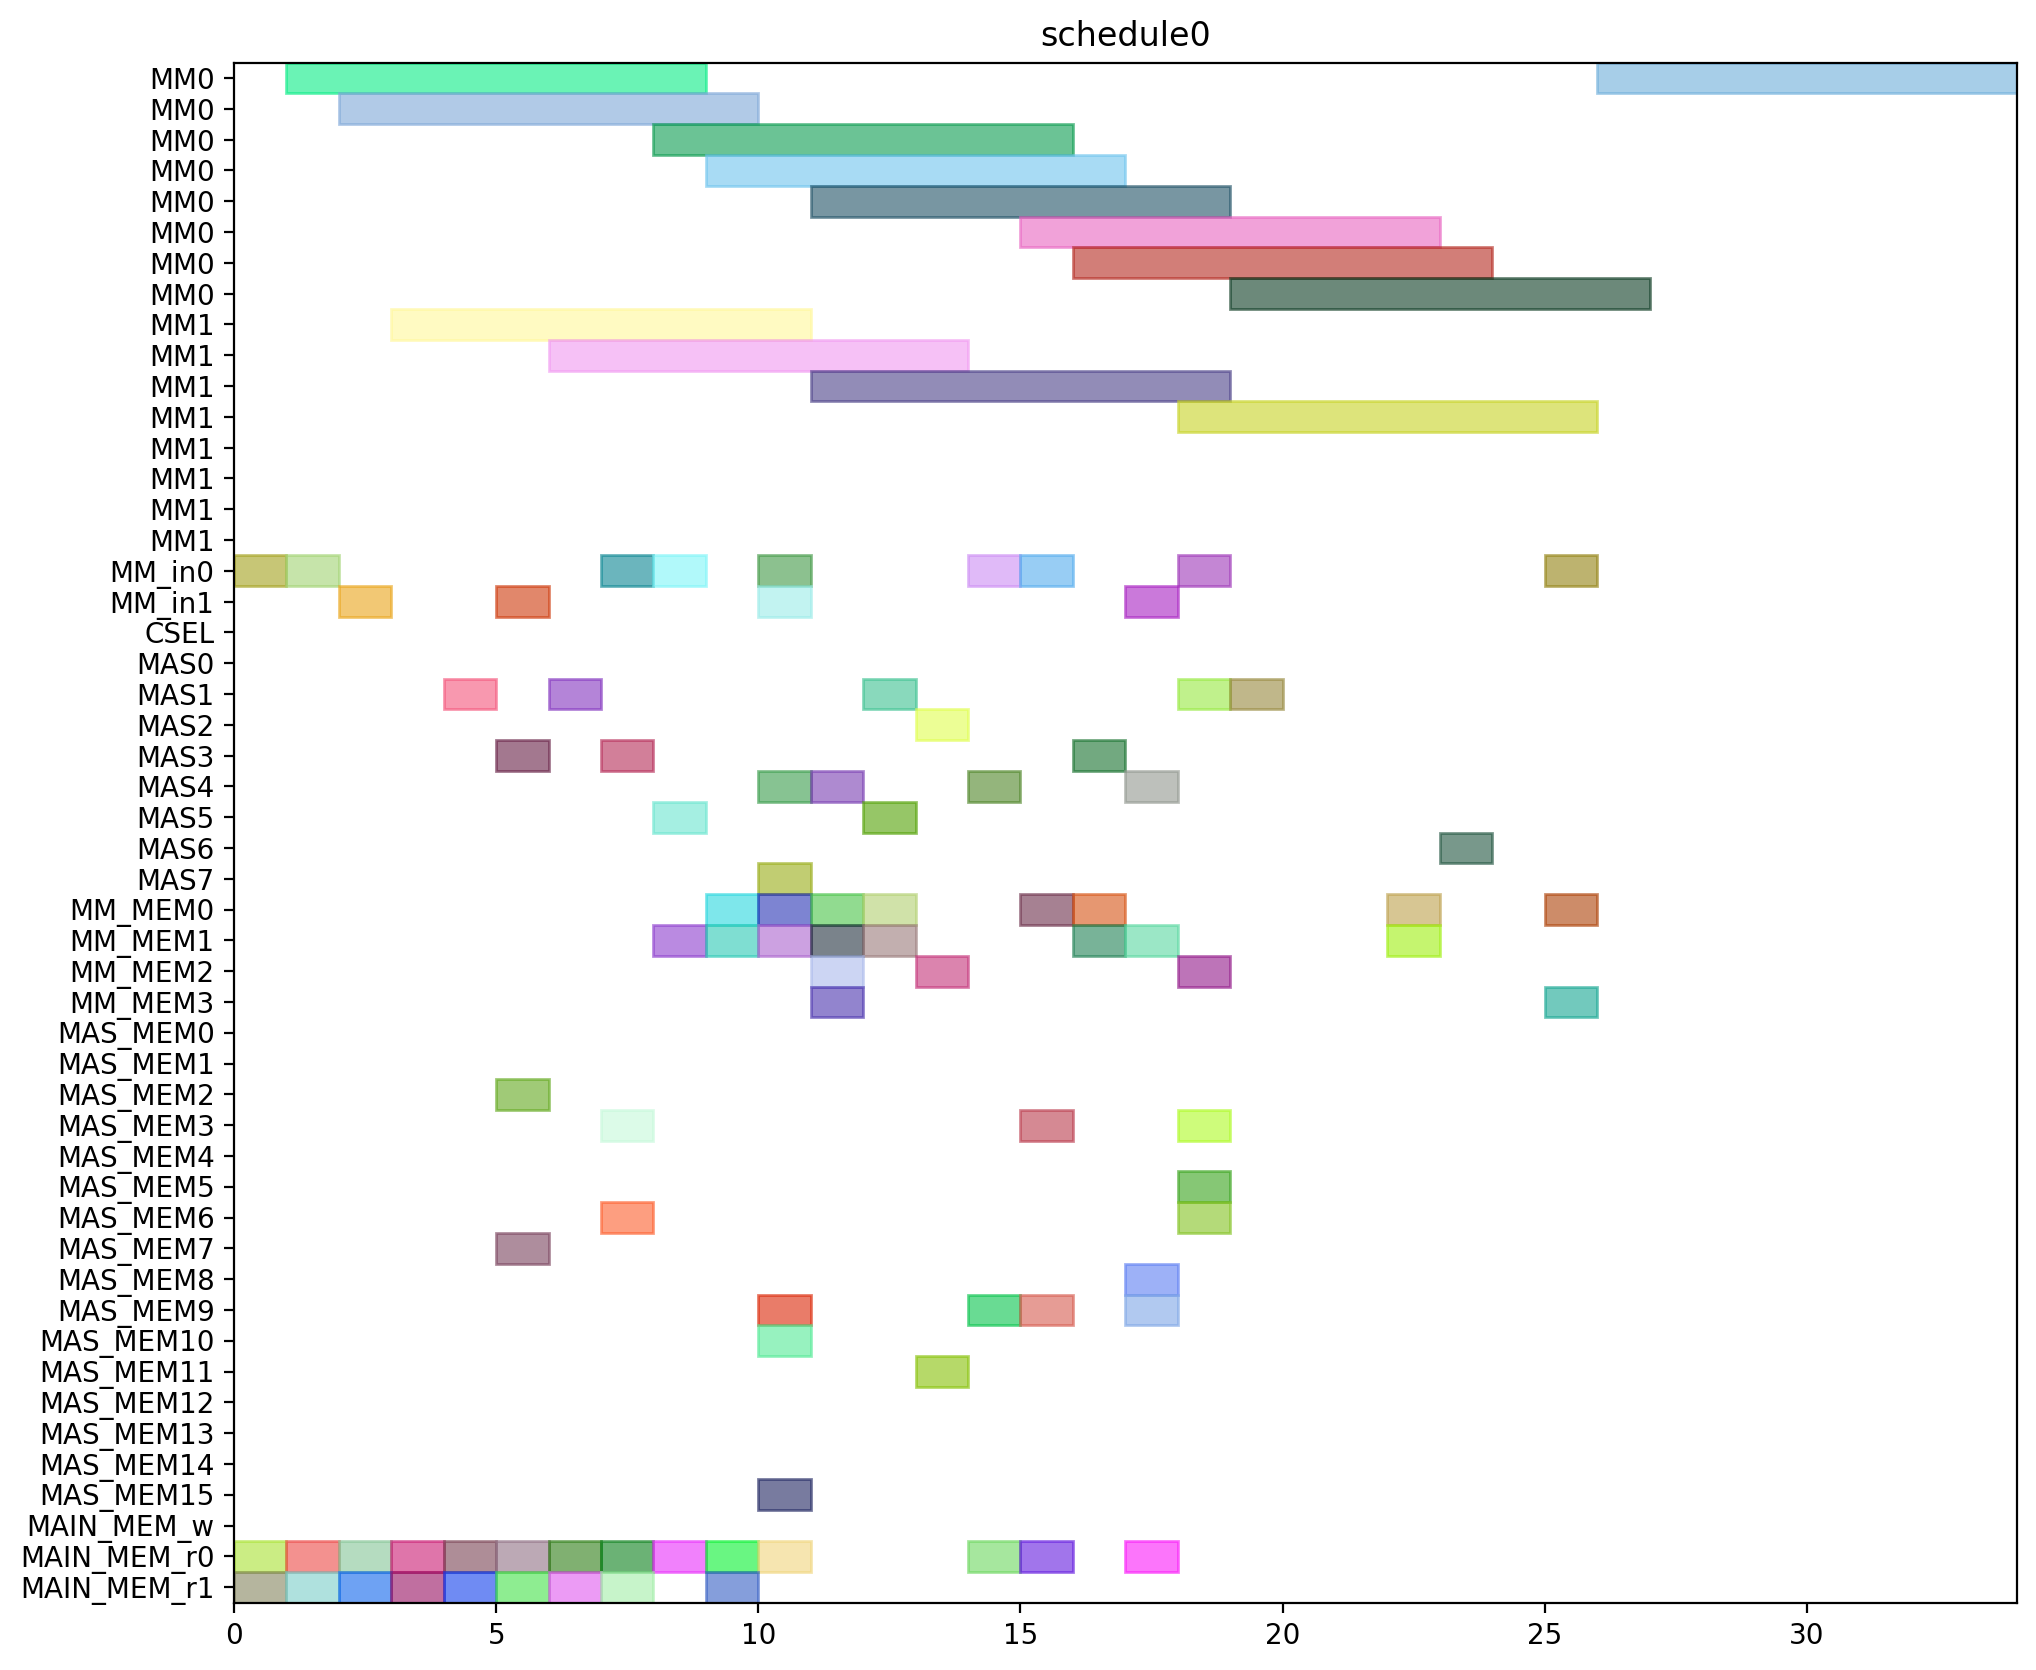 schedule0
MM0
MM0
MM0
MM0
MM0
MM0
MM0
MM0
MM1
MM1
MM1
MM1
MM1
MM1
MM1
MM1
MM_in0
MM_in1
CSEL
MAS0
MAS1
MAS2
MAS3
MAS4
MAS5
MAS6
MAS7
MM_MEM0
MM_MEM1
MM_MEM2
MM_MEM3
MAS_MEM0
MAS_MEM1
MAS_MEM2
MAS_MEM3
MAS_MEM4
MAS_MEM5
MAS_MEM6
MAS_MEM7
MAS_MEM8
MAS_MEM9
MAS_MEM10
MAS_MEM11
MAS_MEM12
MAS_MEM13
MAS_MEM14
MAS_MEM15
MAIN_MEM_w
MAIN_MEM_r0
MAIN_MEM_r1
0 5 10 15 20 25 30